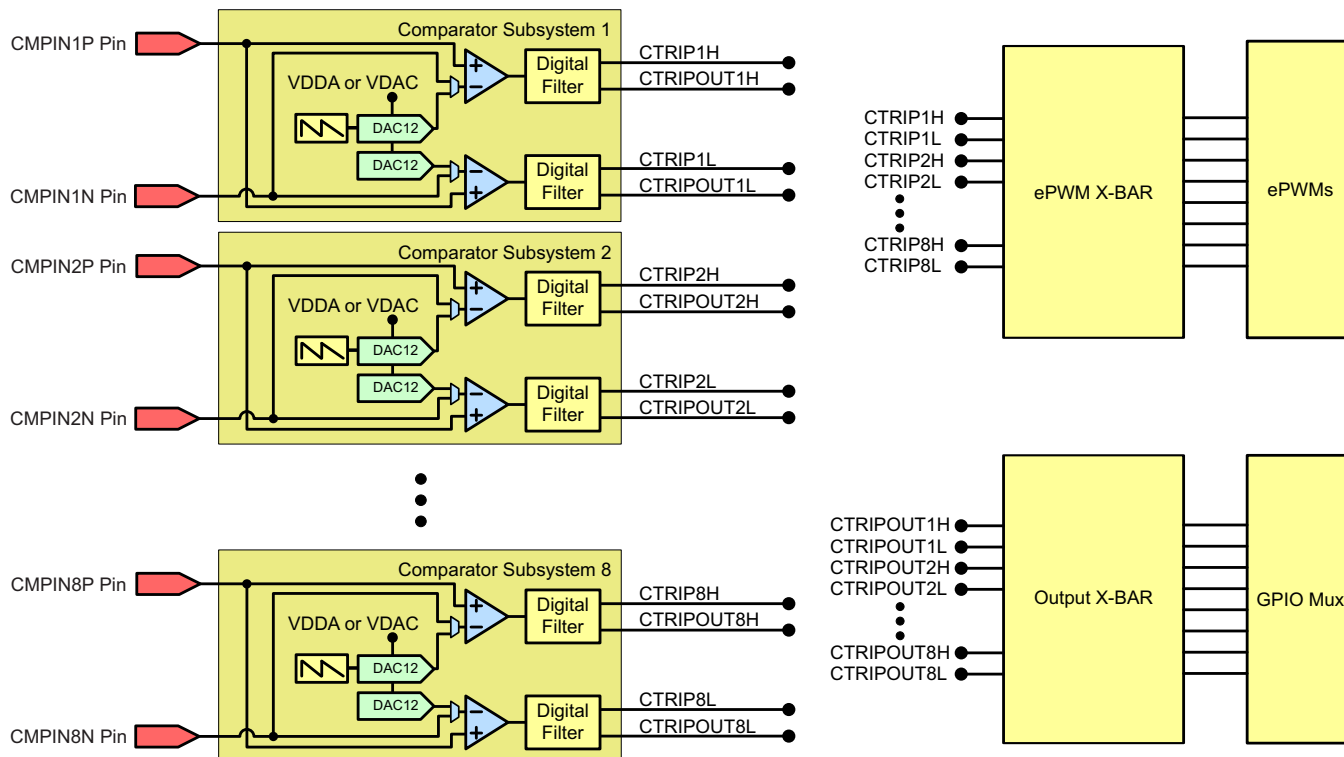 Comparator Subsystem 1
CMPIN1P Pin
VDDA or VDAC
DAC12
DAC12
+
−
Digital
Filter
CTRIP1H
CTRIPOUT1H
−
+
Digital
Filter
CTRIP1L
CTRIPOUT1L
CMPIN1N Pin
Comparator Subsystem 2
CMPIN2P Pin
VDDA or VDAC
DAC12
DAC12
+
−
Digital
Filter
CTRIP2H
CTRIPOUT2H
−
+
Digital
Filter
CTRIP2L
CTRIPOUT2L
CMPIN2N Pin
Comparator Subsystem 8
CMPIN8P Pin
VDDA or VDAC
DAC12
DAC12
+
−
Digital
Filter
CTRIP8H
CTRIPOUT8H
−
+
Digital
Filter
CTRIP8L
CTRIPOUT8L
CMPIN8N Pin
CTRIP1H
CTRIP1L
CTRIP2H
CTRIP2L
CTRIP8H
CTRIP8L
ePWM X-BAR
ePWMs
CTRIPOUT1H
CTRIPOUT1L
CTRIPOUT2H
CTRIPOUT2L
CTRIPOUT8H
CTRIPOUT8L
Output X-BAR
GPIO Mux